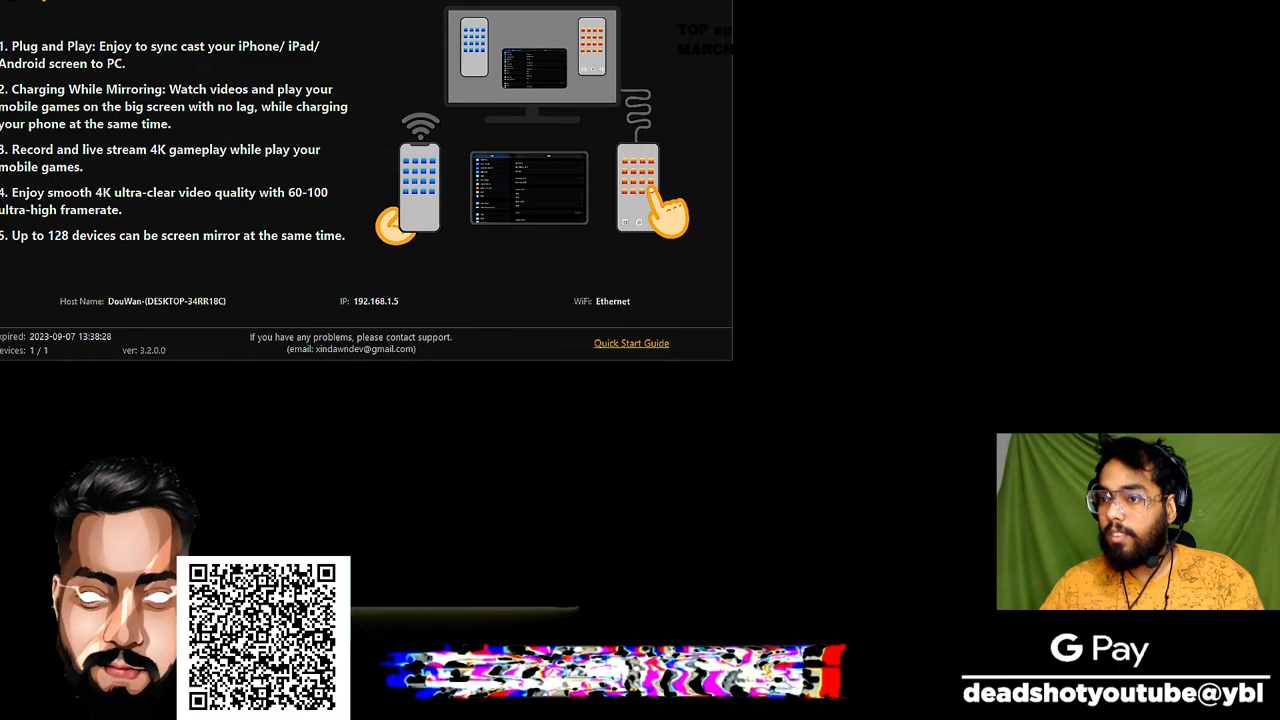 1. Plug and Play: Enjoy to sync cast your iPhone/ iPad/
Android screen to PC.
2. Charging While Mirroring: Watch videos and play your
mobile games on the big screen with no lag, while charging
your phone at the same time.
3. Record and live stream 4K gameplay while play your
mobile games.
4. Enjoy smooth 4K ultra-clear video quality with 60-100
ultra-high framerate.
5. Up to 128 devices can be screen mirror at the same time.
TOP ap
MARCH
Host Name: DouWan-(DESKTOP-34RR18C) IP: 192.168.1.5 WiFi: Ethernet
xpired: 2023-09-07 13:38:28
evices: 1 / 1 ver: 3.2.0.0
If you have any problems, please contact support.
(email: xindawndev@gmail.com)
Quick Start Guide
G Pay
deadshotyoutube@ybl